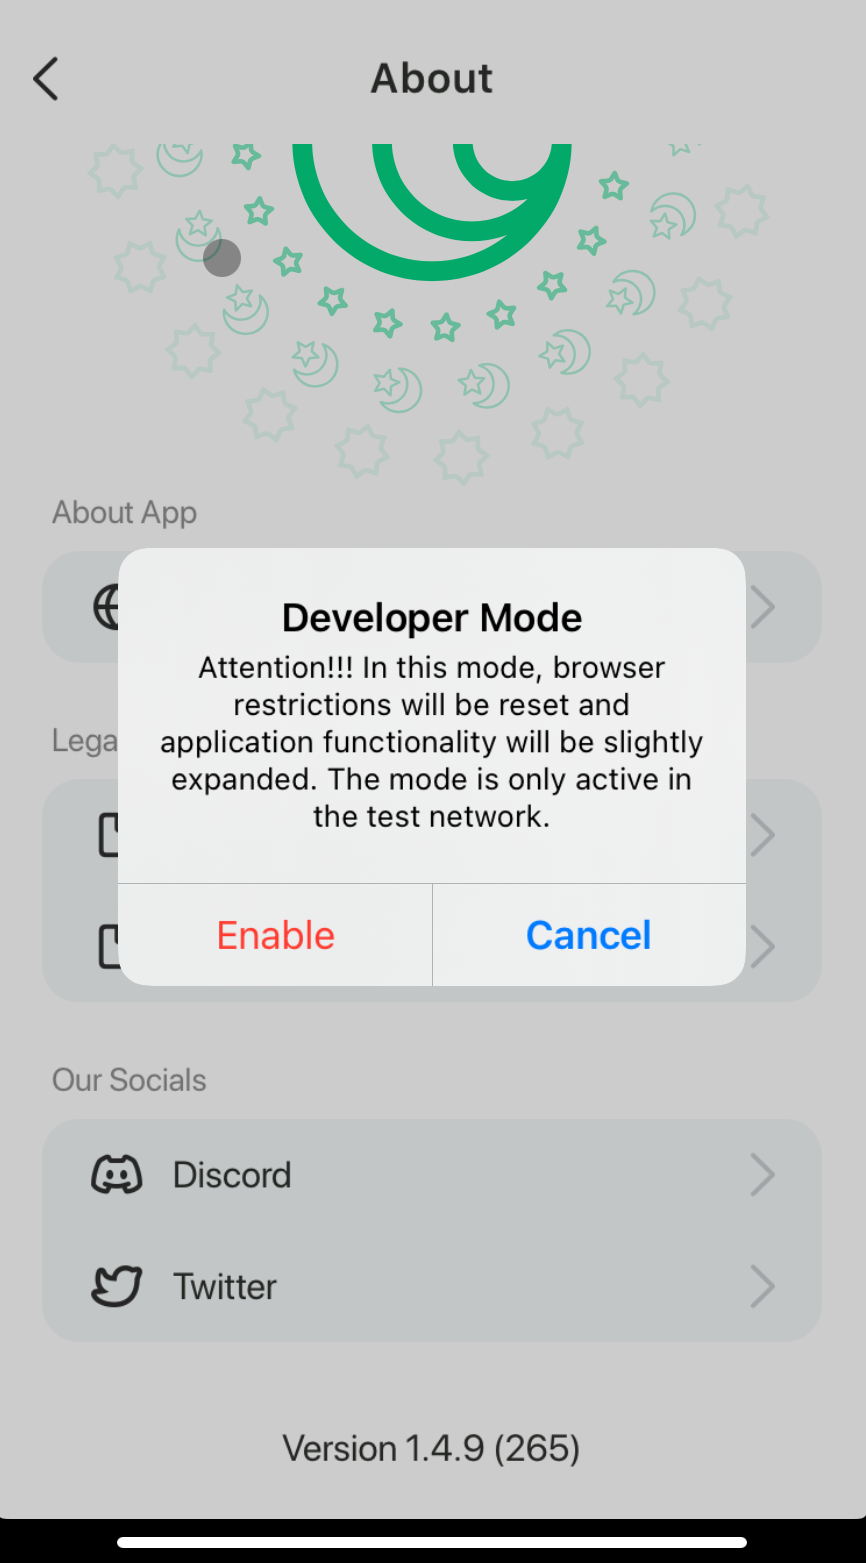 About
About App
Lega
Developer Mode
Attention!!! In this mode, browser
restrictions will be reset and
application functionality will be slightly
expanded. The mode is only active in
the test network.
Enable
Cancel
Our Socials
Discord
Twitter
Version 1.4.9 (265)